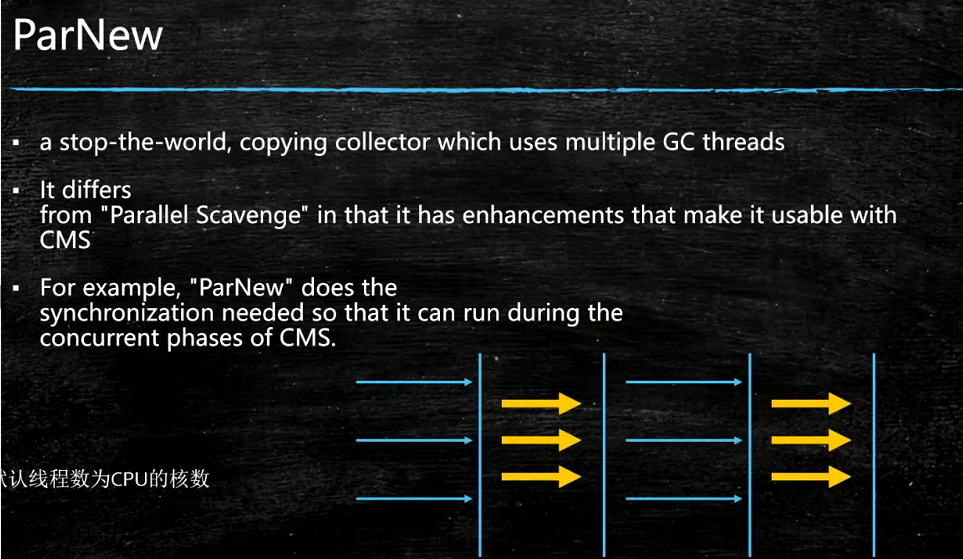 ParNew
▪ a stop-the-world, copying collector which uses multiple GC threads
▪ It differs
from "Parallel Scavenge" in that it has enhancements that make it usable with
CMS
▪ For example, "ParNew" does the
synchronization needed so that it can run during the
concurrent phases of CMS.
认线程数为CPU的核数